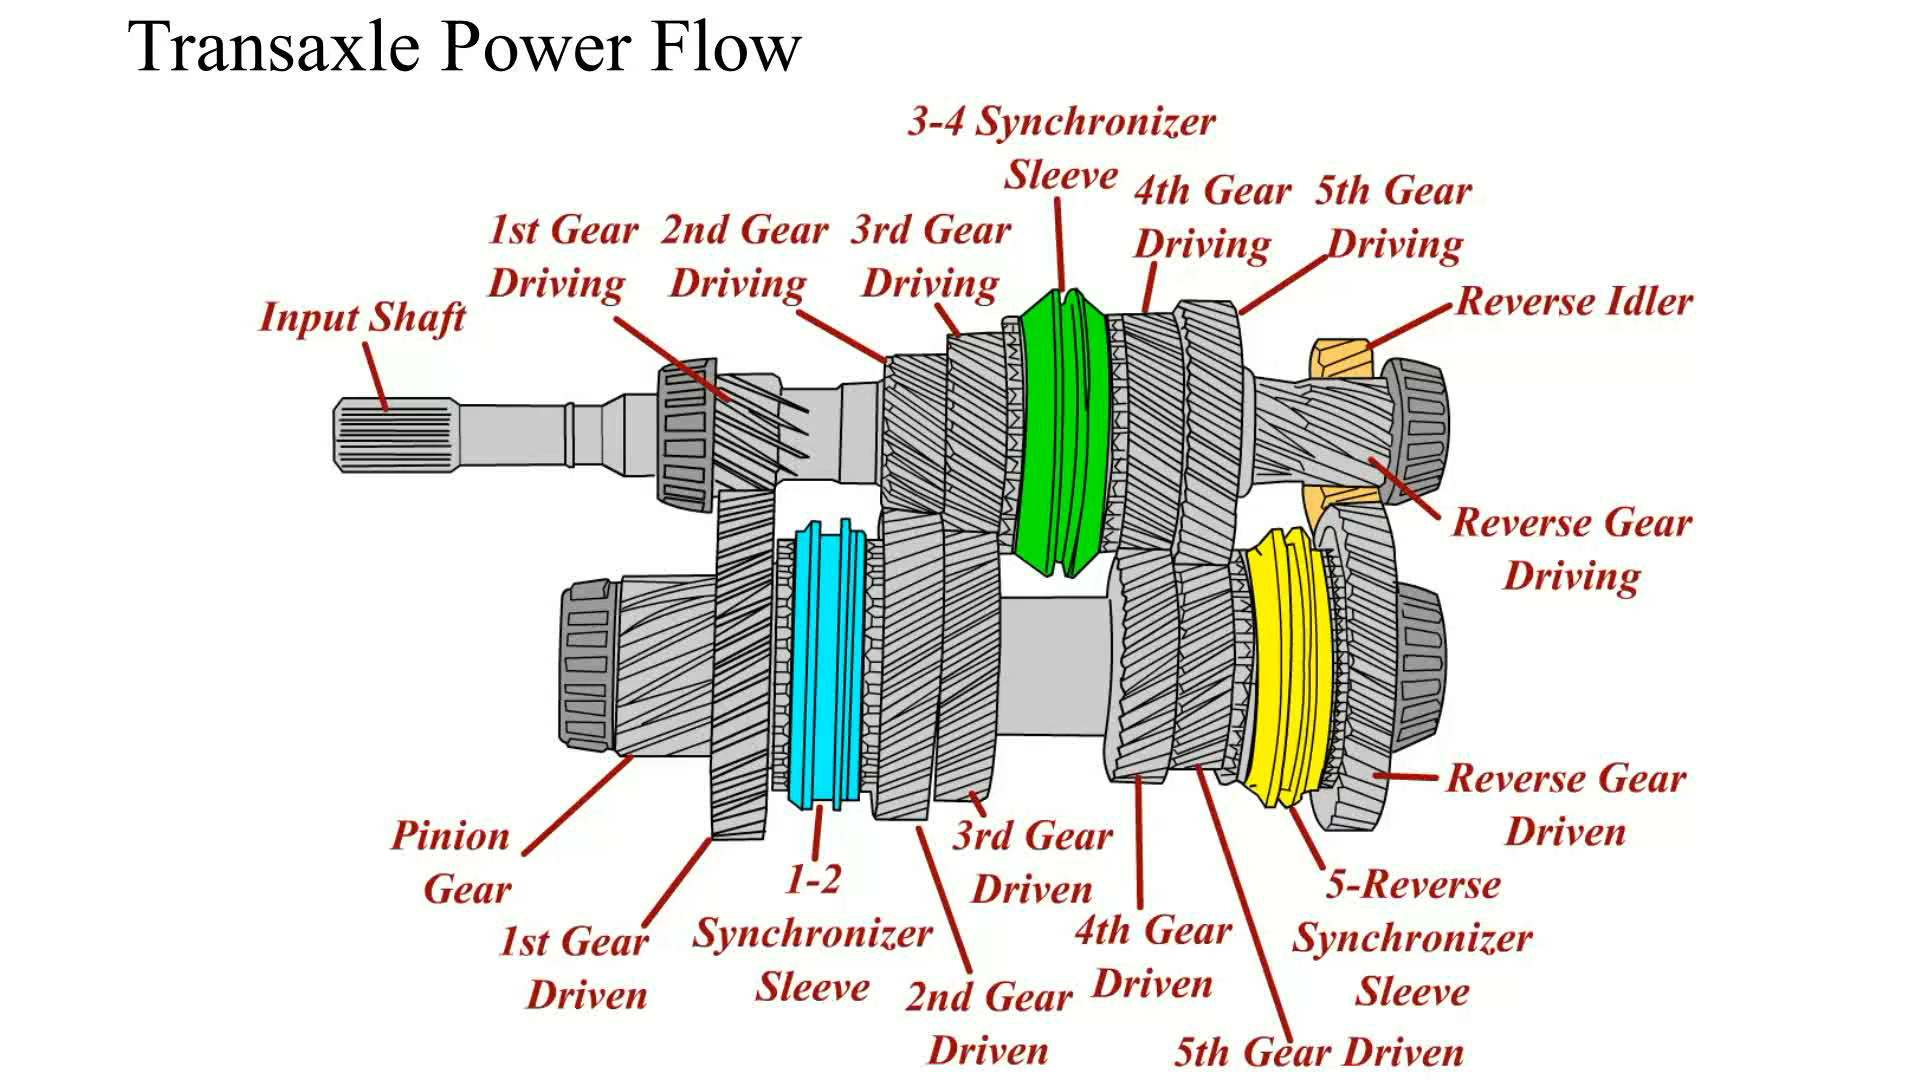 Transaxle Power Flow
3-4 Synchronizer
Sleeve
4th Gear
Driving
5th Gear
Driving
1st Gear
Driving
2nd Gear
Driving
3rd Gear
Driving
Input Shaft
Reverse Idler
Reverse Gear
Driving
Pinion
Gear
1st Gear
Driven
1-2
Synchronizer
Sleeve
3rd Gear
Driven
2nd Gear
Driven
4th Gear
Driven
5th Gear Driven
5-Reverse
Synchronizer
Sleeve
Reverse Gear
Driven